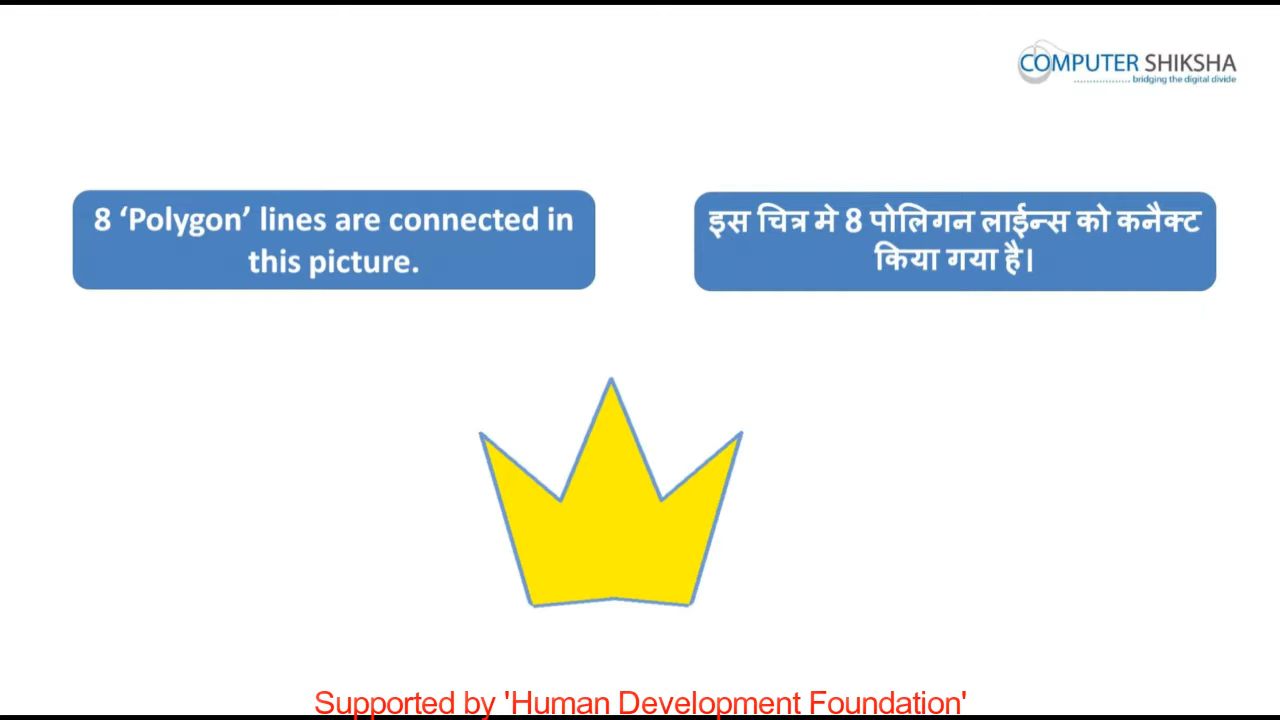 COMPUTER SHIKSHA
bridging the digital divide
8 ‘Polygon’ lines are connected in
this picture.
इस चित्र मे 8 पोलिगन लाईन्स को कनैक्ट
किया गया है।
Supported by 'Human Development Foundation'